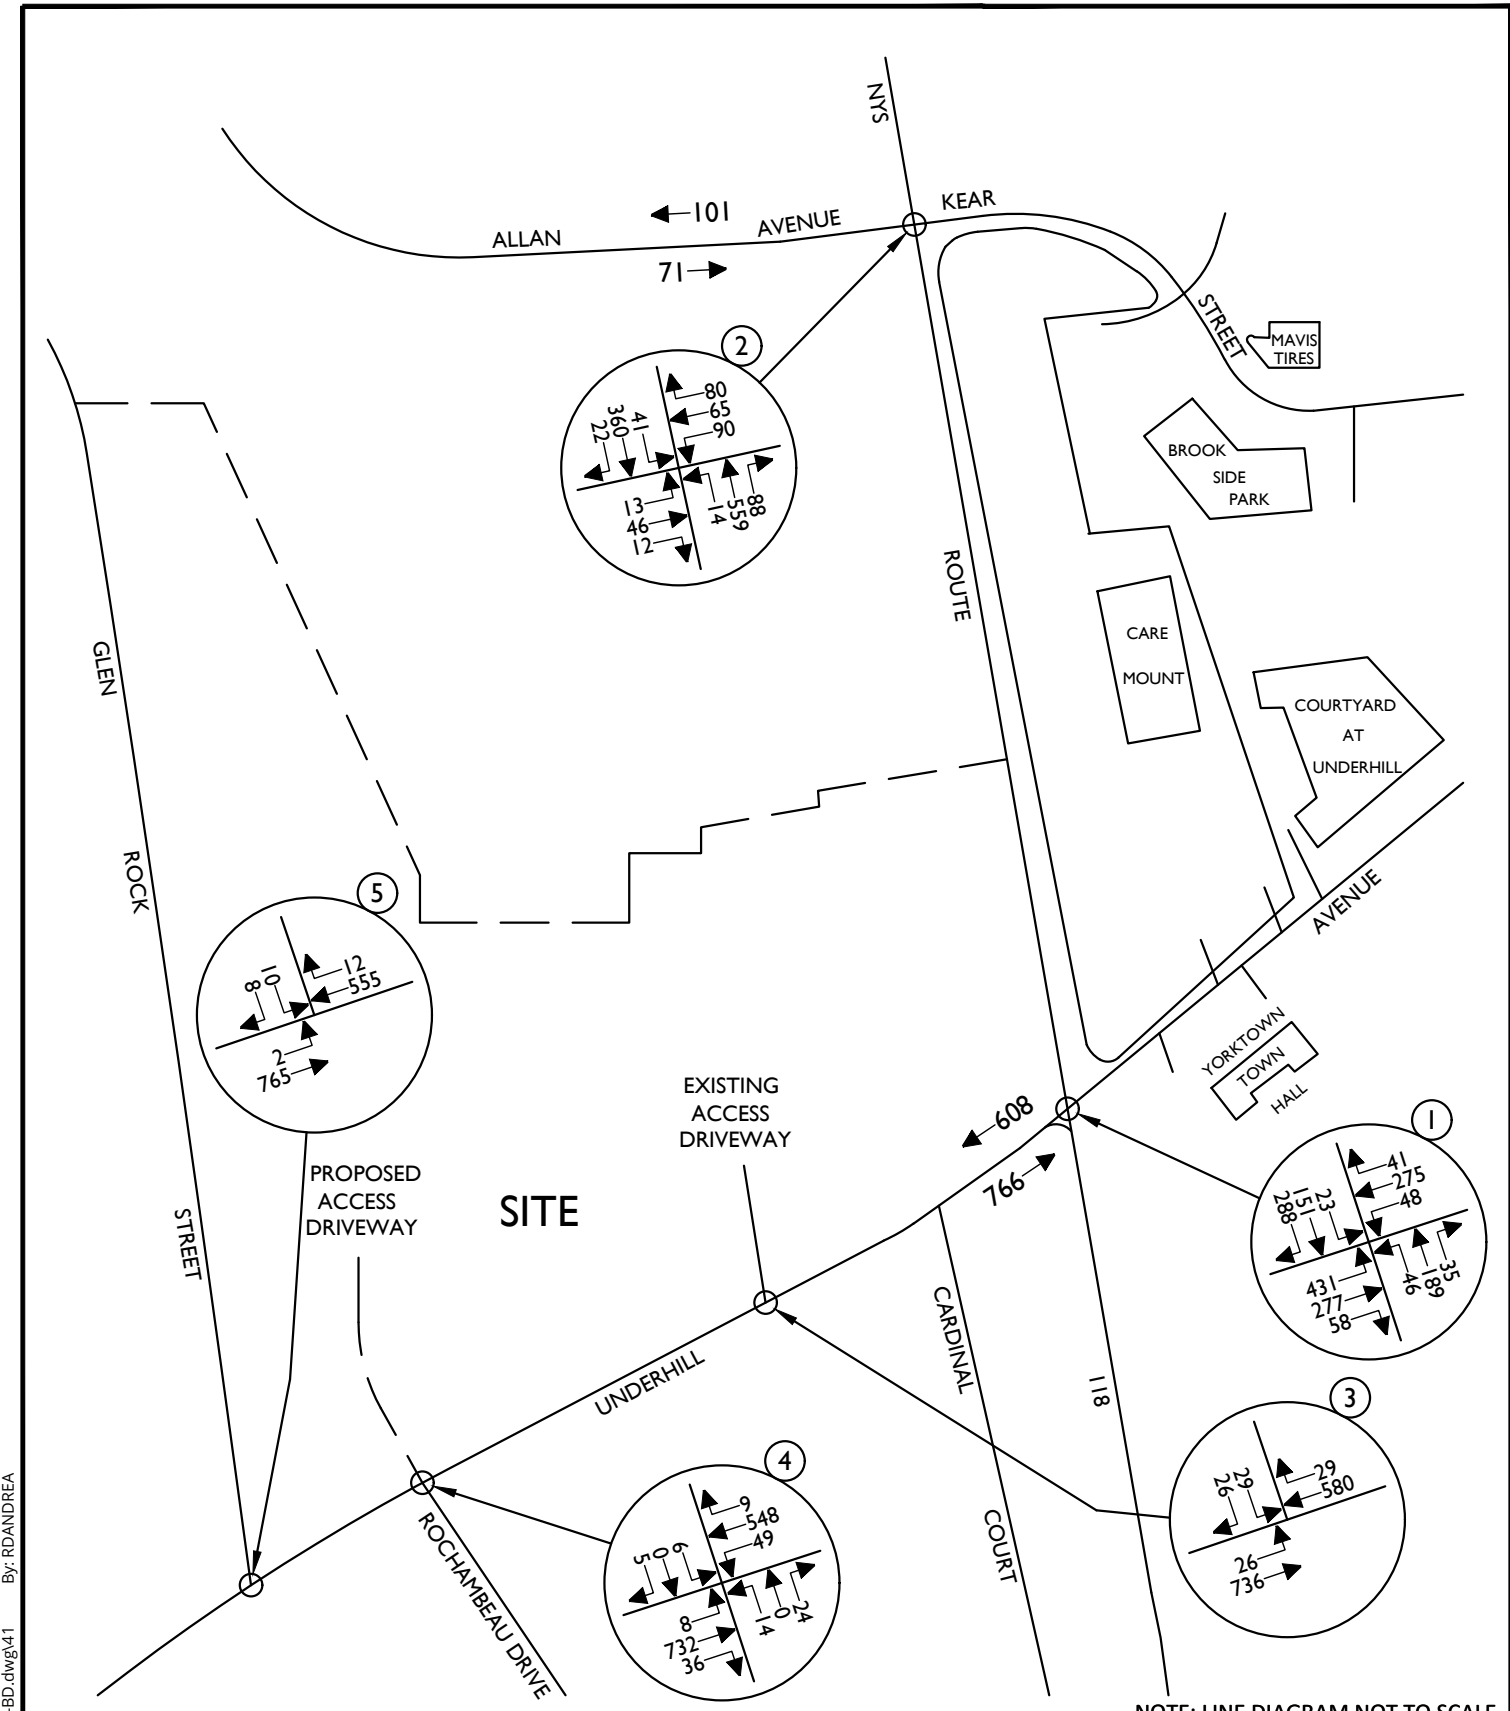 NYS
KEAR
101
ALLAN
AVENUE
71
STREET
MAVIS
TIRES
2
80
65
90
22
360
41
13
46
12
14
559
88
BROOK
SIDE
PARK
ROUTE
CARE
MOUNT
GLEN
COURTYARD
AT
UNDERHILL
ROCK
AVENUE
5
8
10
12
555
2
765
YORKTOWN
TOWN
HALL
EXISTING
ACCESS
DRIVEWAY
608
766
1
41
275
48
288
151
23
431
277
58
46
189
35
PROPOSED
ACCESS
DRIVEWAY
SITE
STREET
CARDINAL
UNDERHILL
118
3
26
29
29
580
26
736
4
9
548
49
5
0
6
8
732
36
14
0
24
ROCHAMBEAU DRIVE
COURT
By: RDANDREA
-BD.dwg\41
NOTE: LINE DIAGRAM NOT TO SCALE